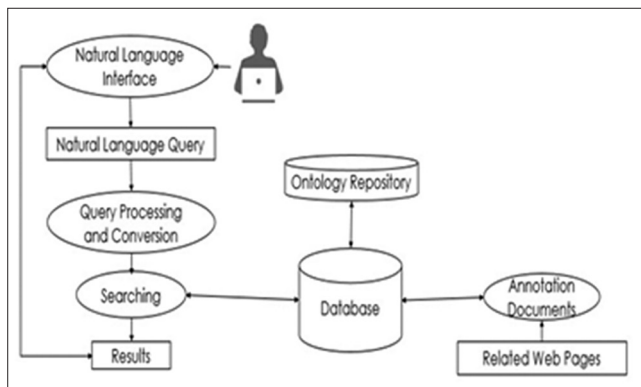 Natural Language
Interface
Natural Language Query
Ontology Repository
Query Processing
and Conversion
Searching
Database
Annotation
Documents
Results
Related Web Pages